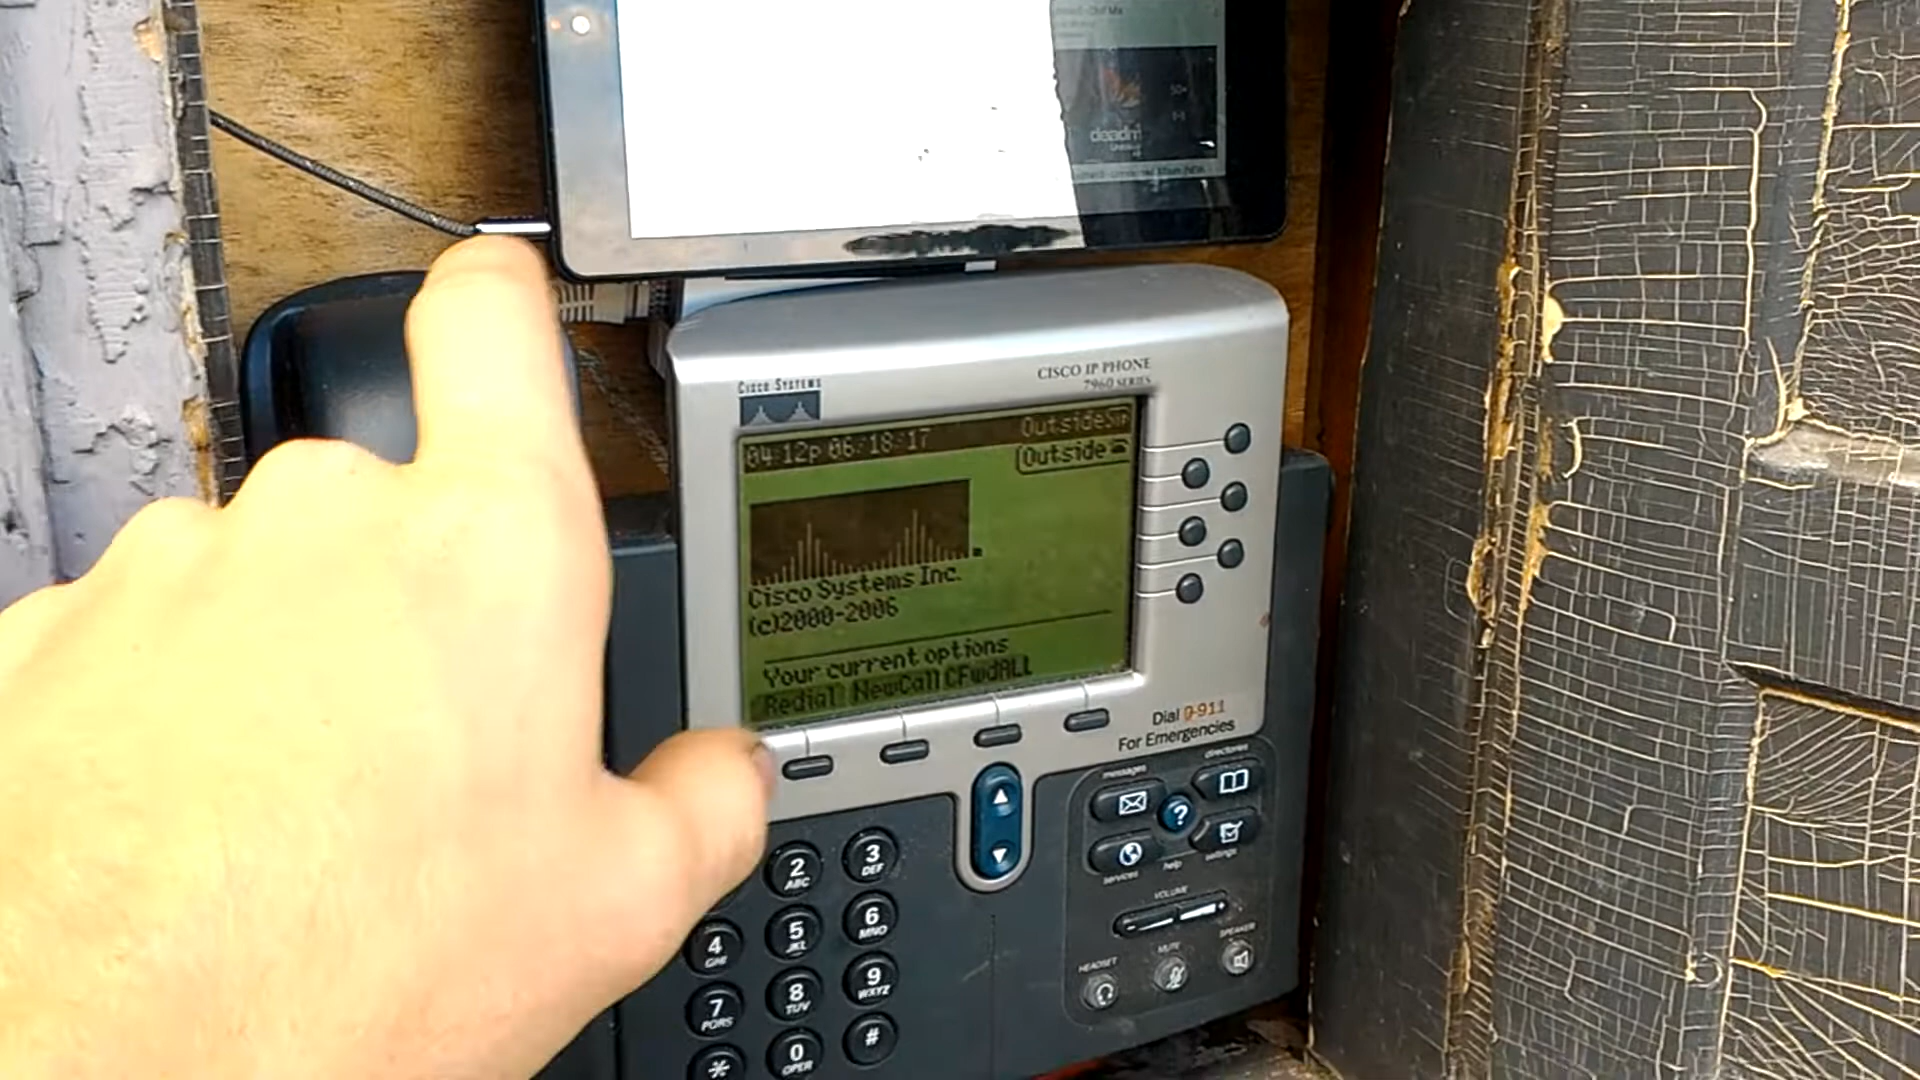 deadm
CISCO SYSTEMS
CISCO IP PHONE
7960 SERIES
04:12p 06/18/17
OutsideSip
Outside
Cisco Systems Inc.
(c)2000-2006
Your current options
Redial NewCall CFwdALL
Dial 9-911
For Emergencies
messages
directories
?
services
help
settings
VOLUME
- +
HEADSET
MUTE
SPEAKER
2
ABC
3
DEF
4
GHI
5
JKL
6
MNO
7
PQRS
8
TUV
9
WXYZ
*
0
OPER
#